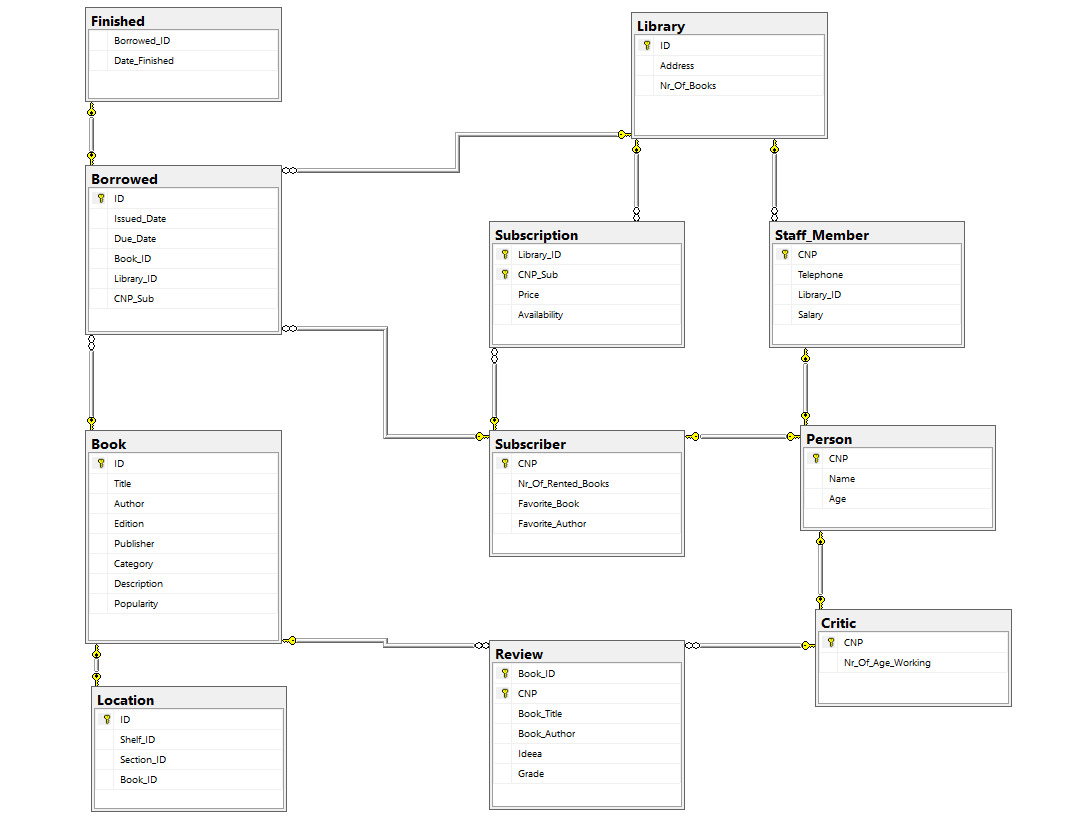 Finished
Borrowed_ID
Date_Finished
Library
ID
Address
Nr_Of_Books
Borrowed
ID
Issued_Date
Due_Date
Book_ID
Library_ID
CNP_Sub
Subscription
Library_ID
CNP_Sub
Price
Availability
Staff_Member
CNP
Telephone
Library_ID
Salary
Book
ID
Title
Author
Edition
Publisher
Category
Description
Popularity
Subscriber
CNP
Nr_Of_Rented_Books
Favorite_Book
Favorite_Author
Person
CNP
Name
Age
Critic
CNP
Nr_Of_Age_Working
Review
Book_ID
CNP
Book_Title
Book_Author
Ideea
Grade
Location
ID
Shelf_ID
Section_ID
Book_ID